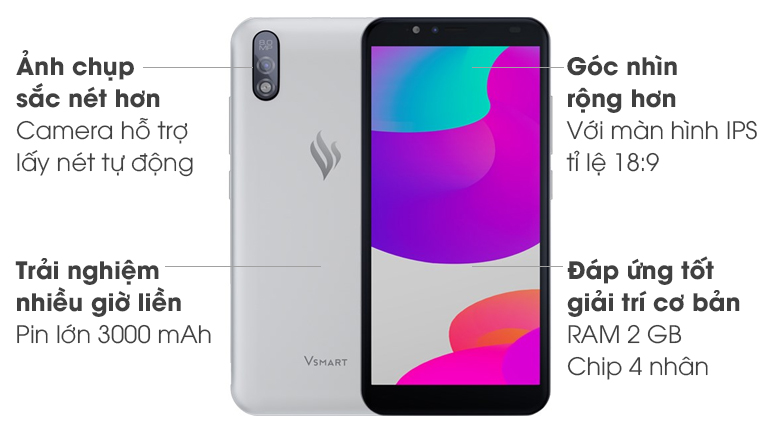 Ảnh chụp
sắc nét hơn
Camera hỗ trợ
lấy nét tự động
Góc nhìn
rộng hơn
Với màn hình IPS
tỉ lệ 18:9
Trải nghiệm
nhiều giờ liền
Pin lớn 3000 mAh
Đáp ứng tốt
giải trí cơ bản
RAM 2 GB
Chip 4 nhân
VSMART